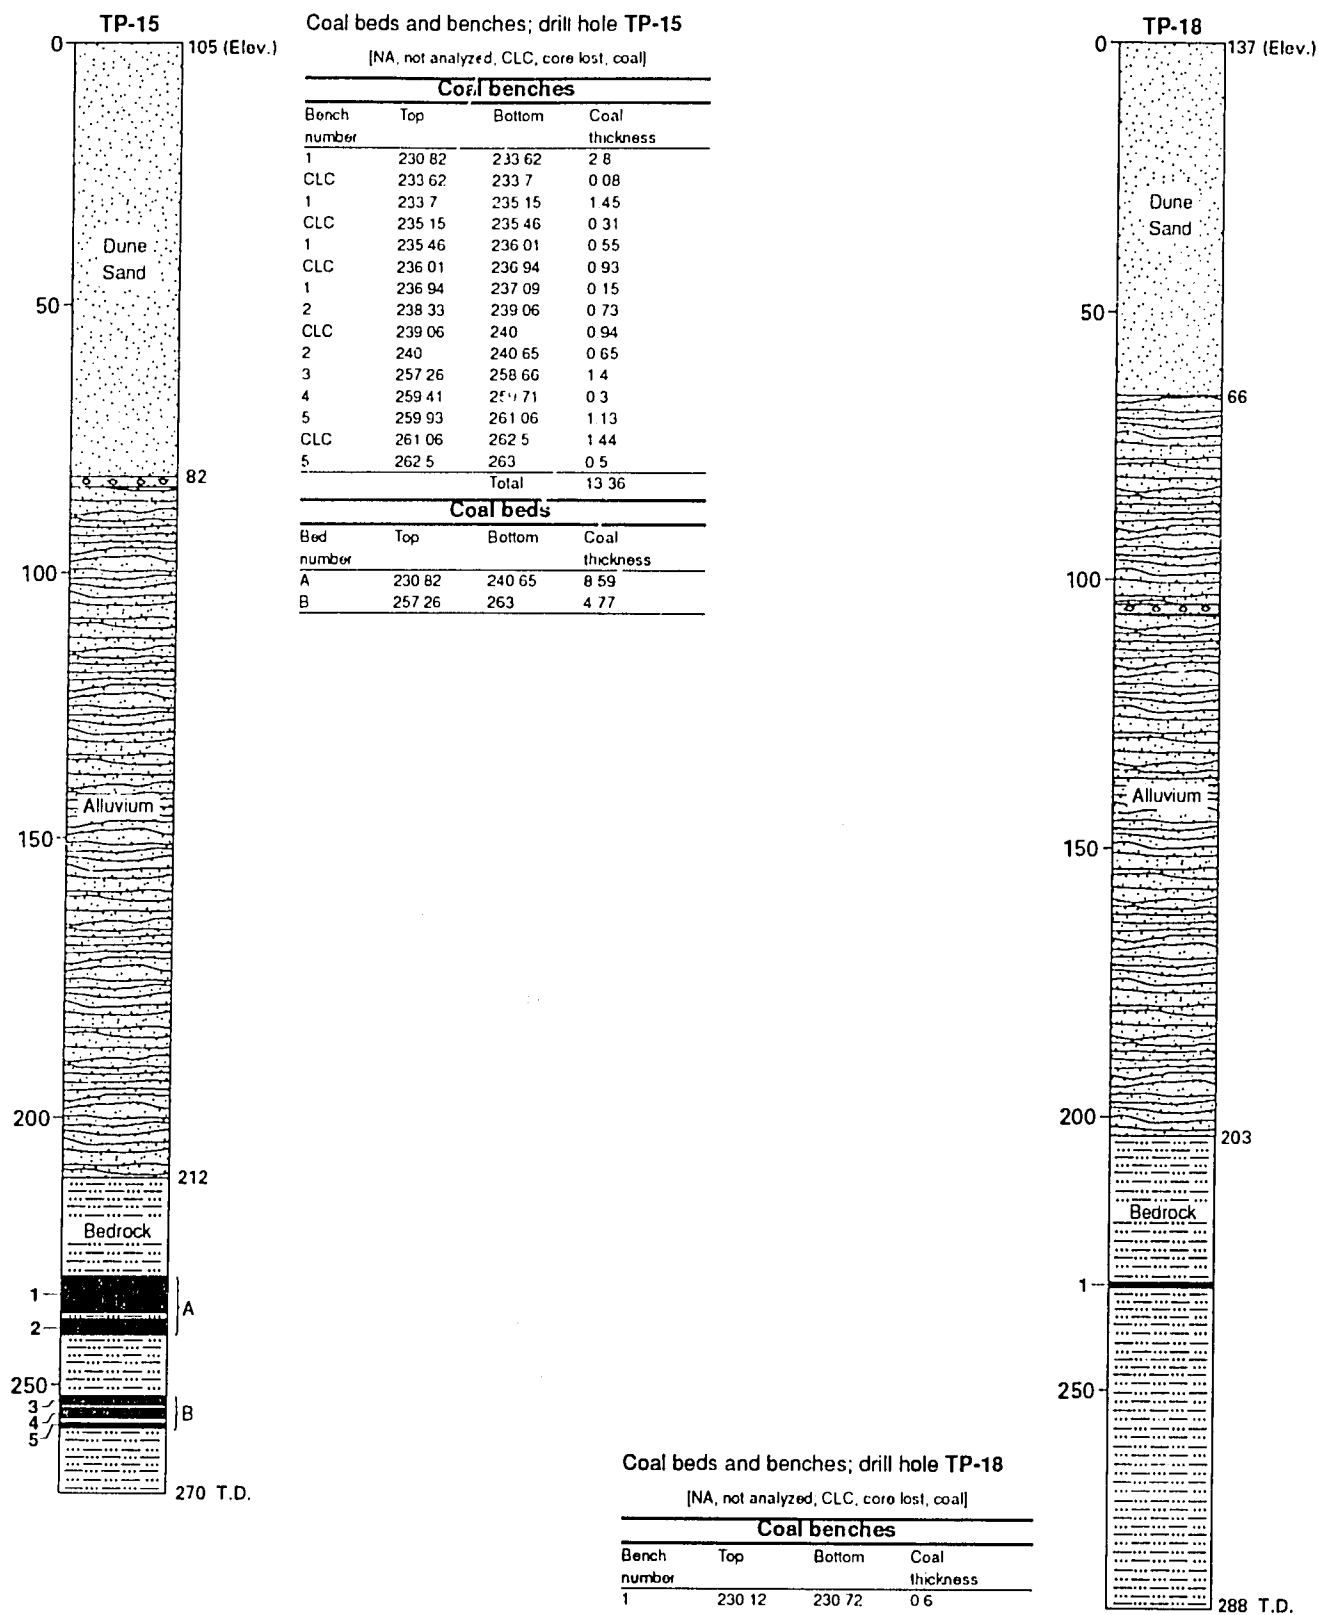 TP-15
0
105 (Elev.)
Dune
Sand
50
82
100
Alluvium
150
200
212
Bedrock
1
A
2
250
3
B
4
5
270 T.D.
Coal beds and benches; drill hole TP-15
[NA, not analyzed, CLC, core lost, coal]
Coal benches
Bench Top Bottom Coal
number thickness
1 230 82 233 62 2 8
CLC 233 62 233 7 0 08
1 233 7 235 15 1.45
CLC 235 15 235 46 0 31
1 235 46 236 01 0 55
CLC 236 01 236 94 0 93
1 236 94 237 09 0 15
2 238 33 239 06 0 73
CLC 239 06 240 0 94
2 240 240 65 0 65
3 257 26 258 66 1 4
4 259 41 0 3
5 259 93 261 06 1 13
CLC 261 06 262 5 1 44
5 262 5 263 0 5
Total 13 36
Coal beds
Bed Top Bottom Coal
number thickness
A 230 82 240 65 8 59
B 257 26 263 4 77
TP-18
0
137 (Elev.)
Dune
Sand
50
66
100
Alluvium
150
200
203
Bedrock
1
250
288 T.D.
Coal beds and benches; drill hole TP-18
[NA, not analyzed, CLC, core lost, coal]
Coal benches
Bench Top Bottom Coal
number thickness
1 230 12 230 72 0 6